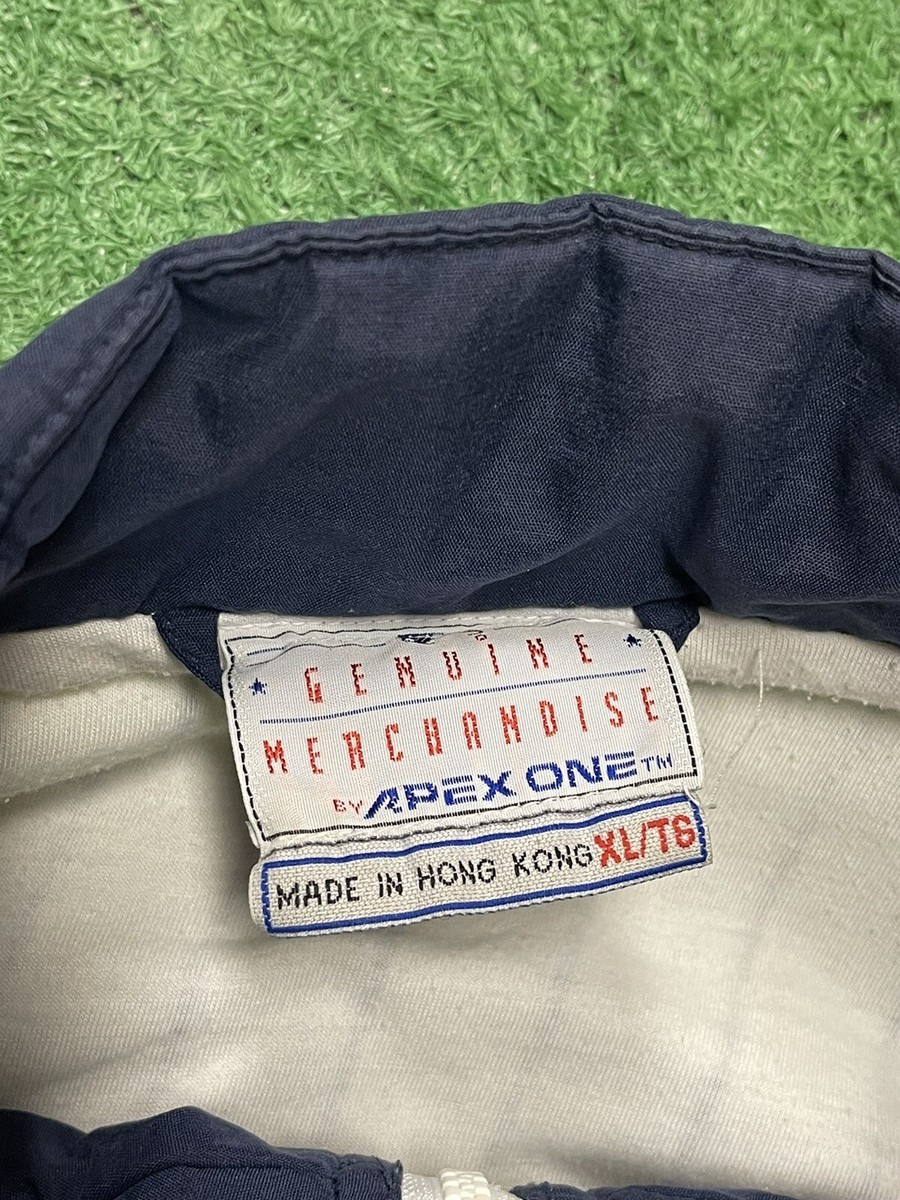 GENUINE
MERCHANDISE
BY APEX ONE™
MADE IN HONG KONG XL/TG